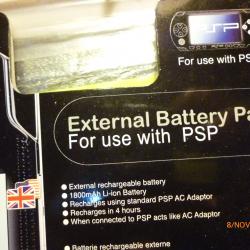 PSP
For use with PS
External Battery Pa
For use with PSP
External rechargeable battery
1800mAh Li-ion Battery
Recharges using standard PSP AC Adaptor
Recharges in 4 hours
When connected to PSP acts like AC Adaptor
Batterie rechargeable externe
8/NOV